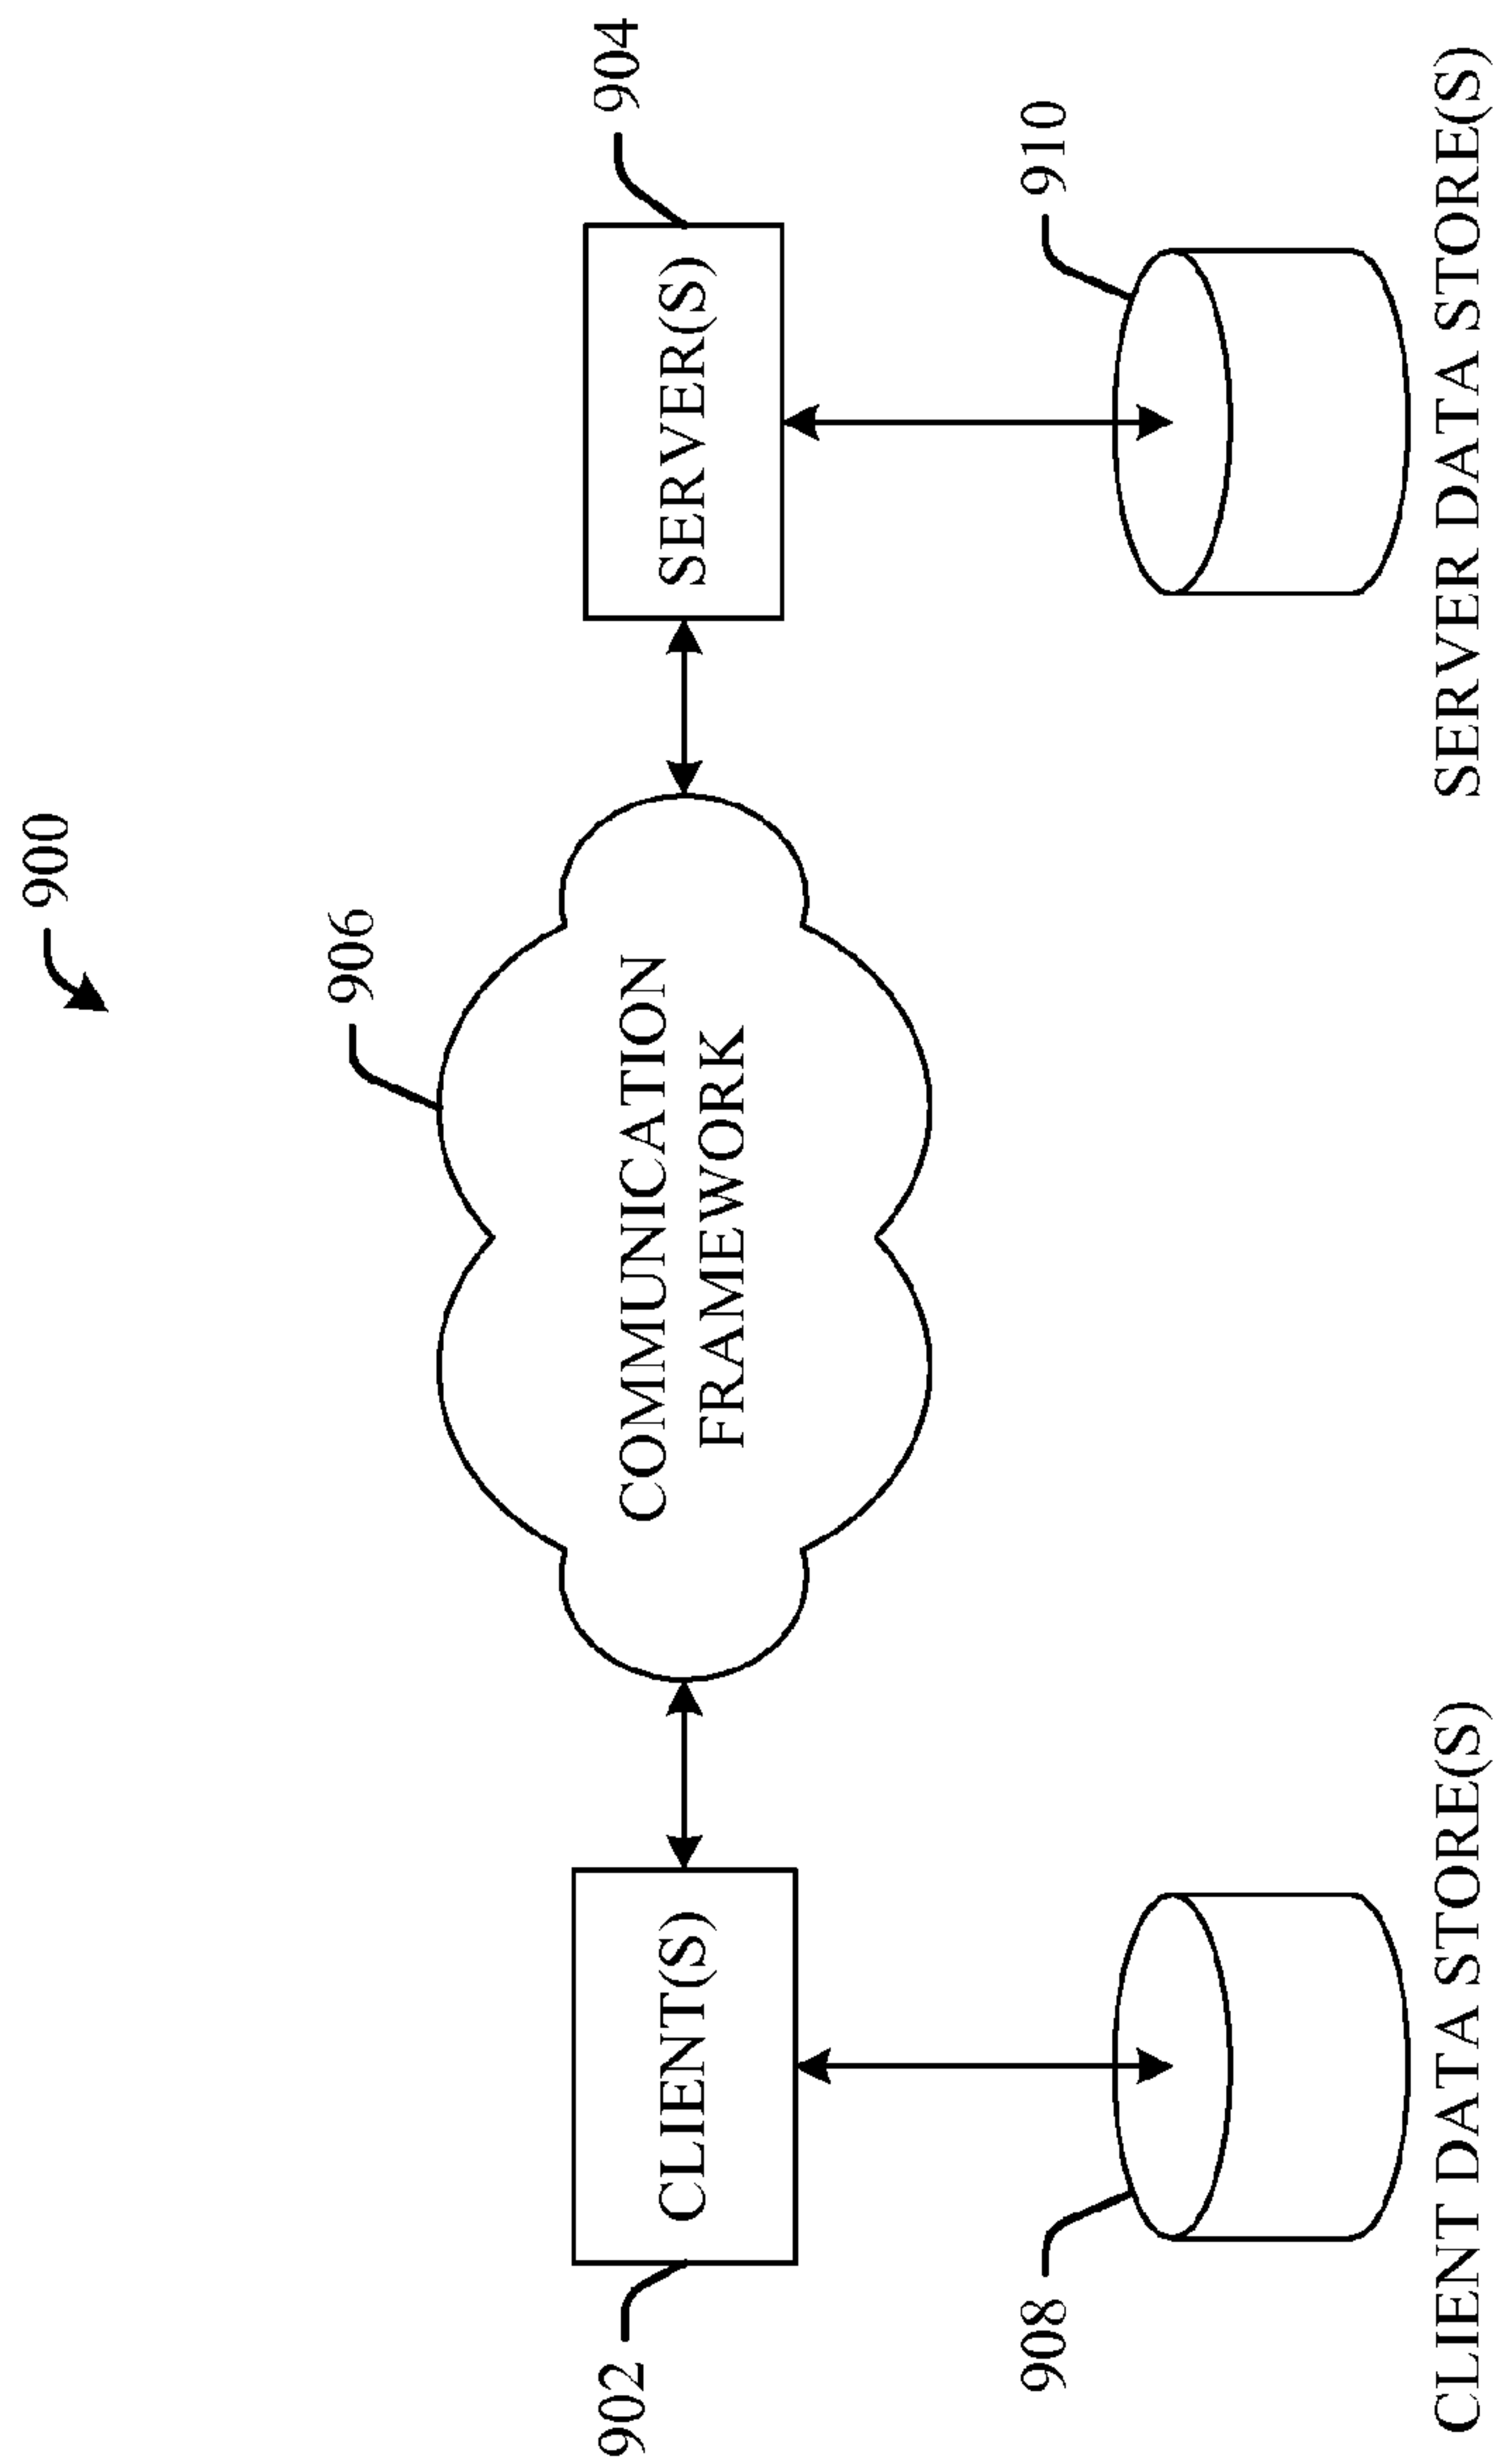 900
906
904
902
CLIENT(S)
COMMUNICATION
FRAMEWORK
SERVER(S)
908
910
CLIENT DATA STORE(S)
SERVER DATA STORE(S)